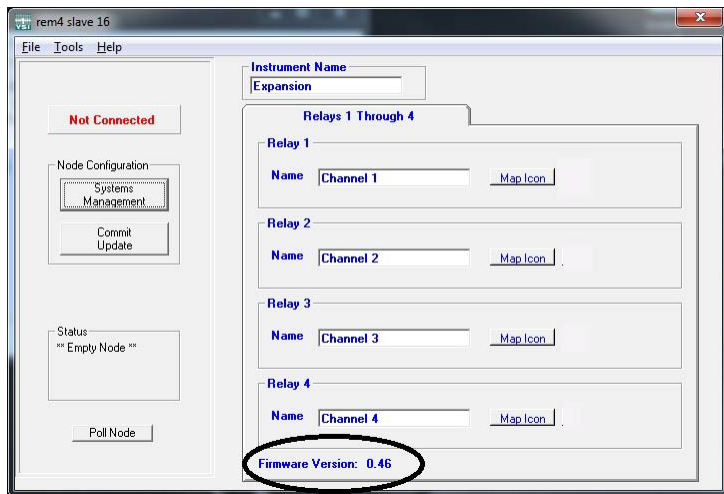 VSI rem4 slave 16
File Tools Help
Instrument Name
Expansion
Not Connected
Relays 1 Through 4
Relay 1
Name Channel 1 Map Icon
Node Configuration
Systems
Management
Commit
Update
Relay 2
Name Channel 2 Map Icon
Relay 3
Name Channel 3 Map Icon
Status
** Empty Node **
Relay 4
Name Channel 4 Map Icon
Poll Node
Firmware Version: 0.46